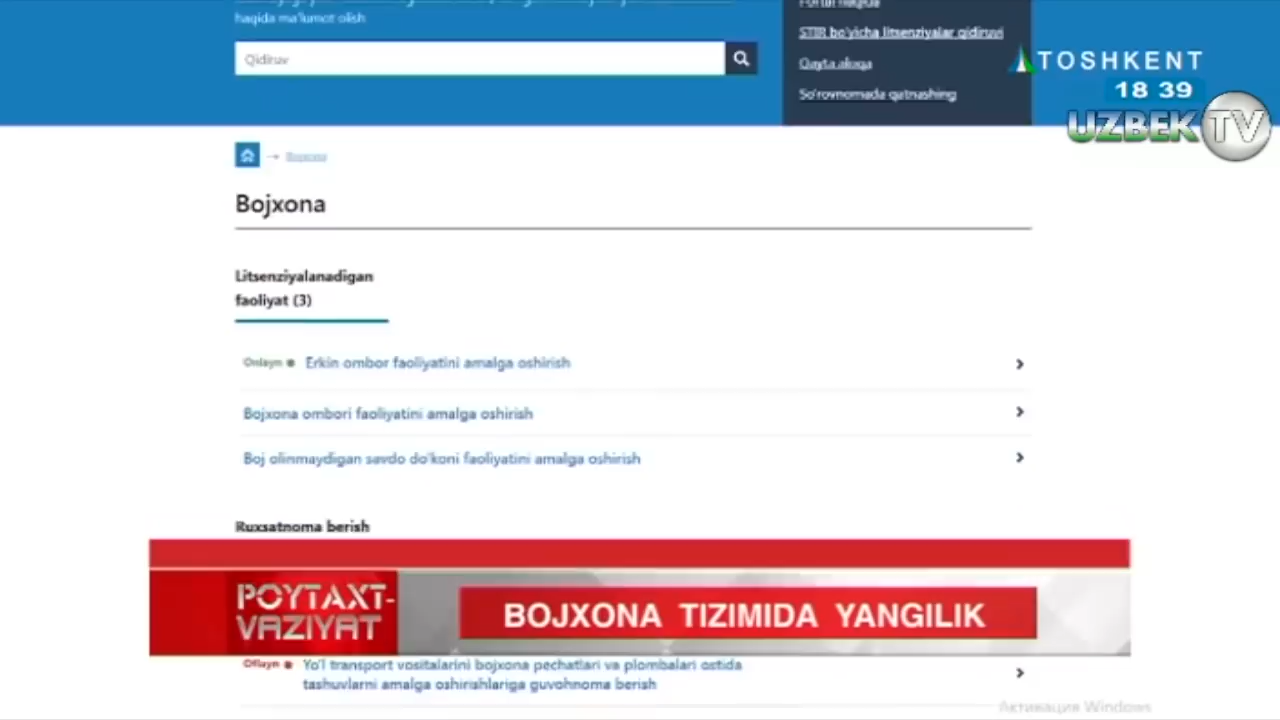 haqida ma'lumot olish
Qidiruv
Portal haqida
STIR bo'yicha litsenziyalar qidiruvi
Qayta aloqa
So'rovnomada qatnashing
TOSHKENT
18 39
UZBEK TV
Bojxona
Bojxona
Litsenziyalanadigan
faoliyat (3)
Onlayn Erkin ombor faoliyatini amalga oshirish
Bojxona ombori faoliyatini amalga oshirish
Boj olinmaydigan savdo do'koni faoliyatini amalga oshirish
Ruxsatnoma berish
POYTAXT-
VAZIYAT
BOJXONA TIZIMIDA YANGILIK
Oflayn Yo'l transport vositalarini bojxona pechatlari va plombalari ostida
tashuvlarni amalga oshirishlariga guvohnoma berish
Активация Windows